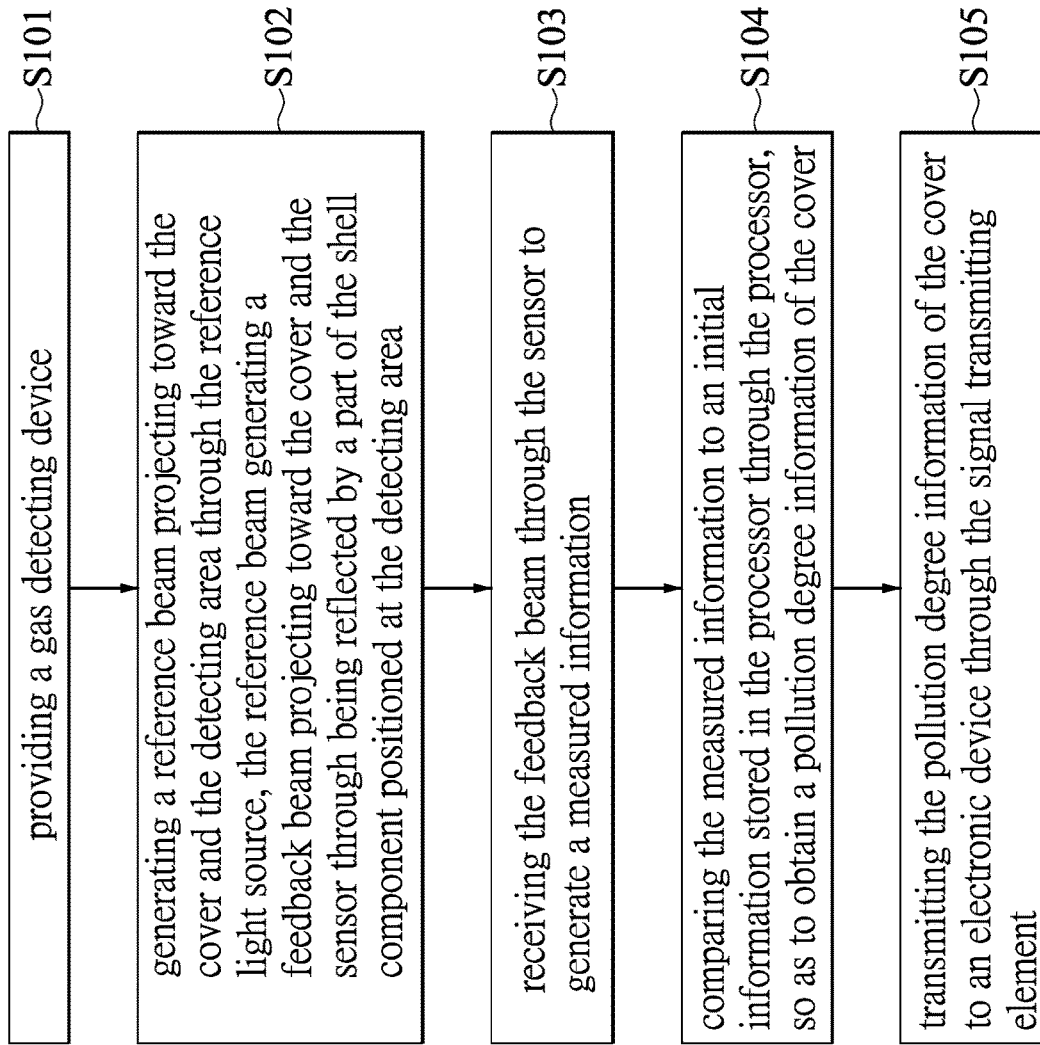 providing a gas detecting device
S101
generating a reference beam projecting toward the
cover and the detecting area through the reference
light source, the reference beam generating a
feedback beam projecting toward the cover and the
sensor through being reflected by a part of the shell
component positioned at the detecting area
S102
receiving the feedback beam through the sensor to
generate a measured information
S103
comparing the measured information to an initial
information stored in the processor through the processor,
so as to obtain a pollution degree information of the cover
S104
transmitting the pollution degree information of the cover
to an electronic device through the signal transmitting
element
S105